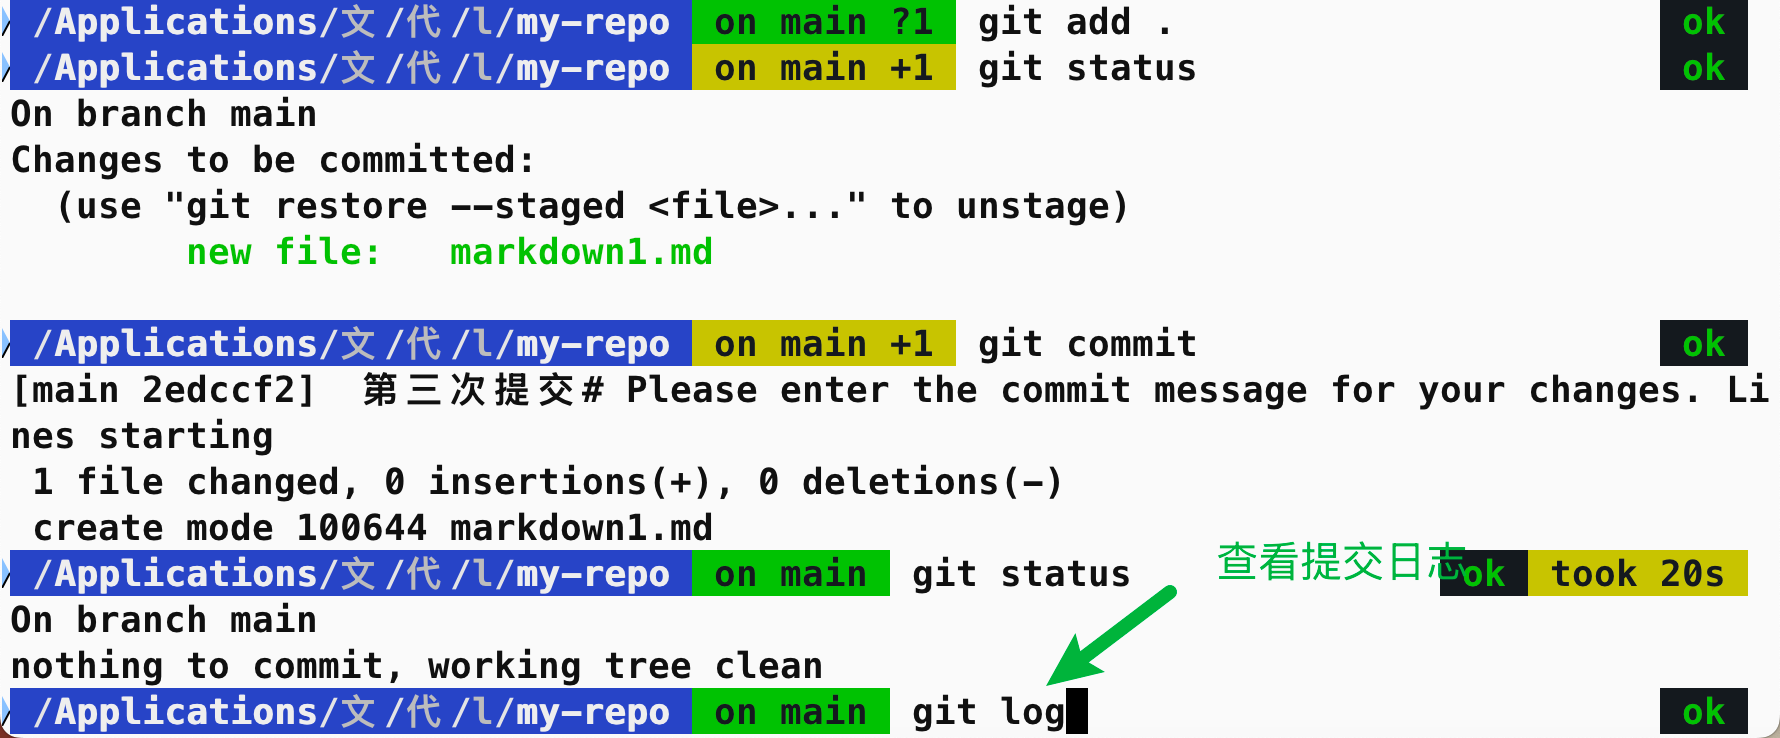 /Applications/文/代/l/my-repo on main ?1 git add . ok
/Applications/文/代/l/my-repo on main +1 git status ok
On branch main
Changes to be committed:
(use "git restore --staged <file>..." to unstage)
new file: markdown1.md
/Applications/文/代/l/my-repo on main +1 git commit ok
[main 2edccf2] 第三次提交# Please enter the commit message for your changes. Li
nes starting
1 file changed, 0 insertions(+), 0 deletions(-)
create mode 100644 markdown1.md
查看提交日志
/Applications/文/代/l/my-repo on main git status ok took 20s
On branch main
nothing to commit, working tree clean
/Applications/文/代/l/my-repo on main git log ok